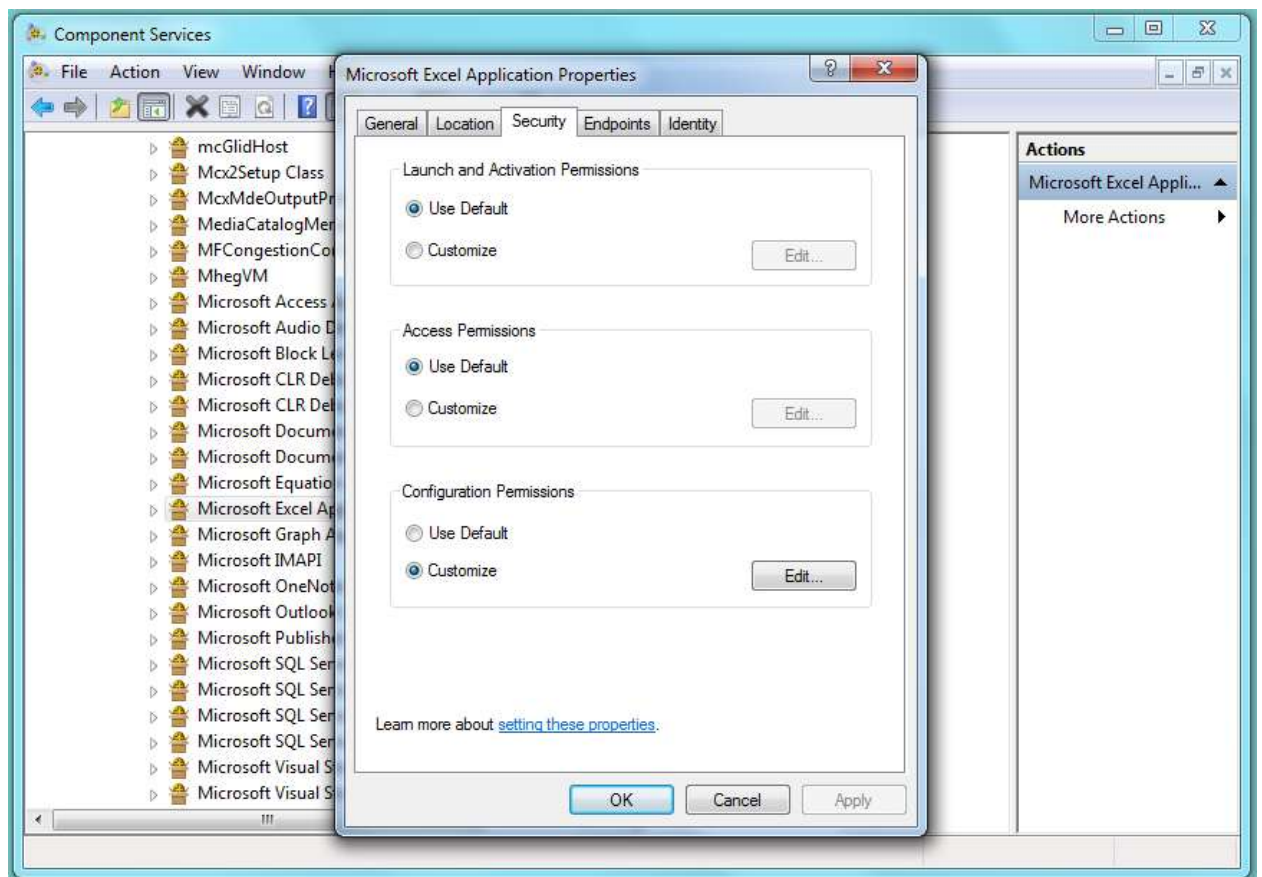 Component Services
File Action View Window
Microsoft Excel Application Properties
General Location Security Endpoints Identity
mcGlidHost
Mcx2Setup Class
McxMdeOutputPr
MediaCatalogMer
MFCongestionCo
MhegVM
Microsoft Access
Microsoft Audio D
Microsoft Block Le
Microsoft CLR Del
Microsoft CLR Del
Microsoft Docum
Microsoft Docum
Microsoft Equatio
Microsoft Excel Ap
Microsoft Graph A
Microsoft IMAPI
Microsoft OneNot
Microsoft Outlook
Microsoft Publish
Microsoft SQL Ser
Microsoft SQL Ser
Microsoft SQL Ser
Microsoft SQL Ser
Microsoft Visual S
Microsoft Visual S
Launch and Activation Permissions
Use Default
Customize
Edit...
Access Permissions
Use Default
Customize
Edit...
Configuration Permissions
Use Default
Customize
Edit...
Learn more about setting these properties.
OK Cancel Apply
Actions
Microsoft Excel Appli...
More Actions